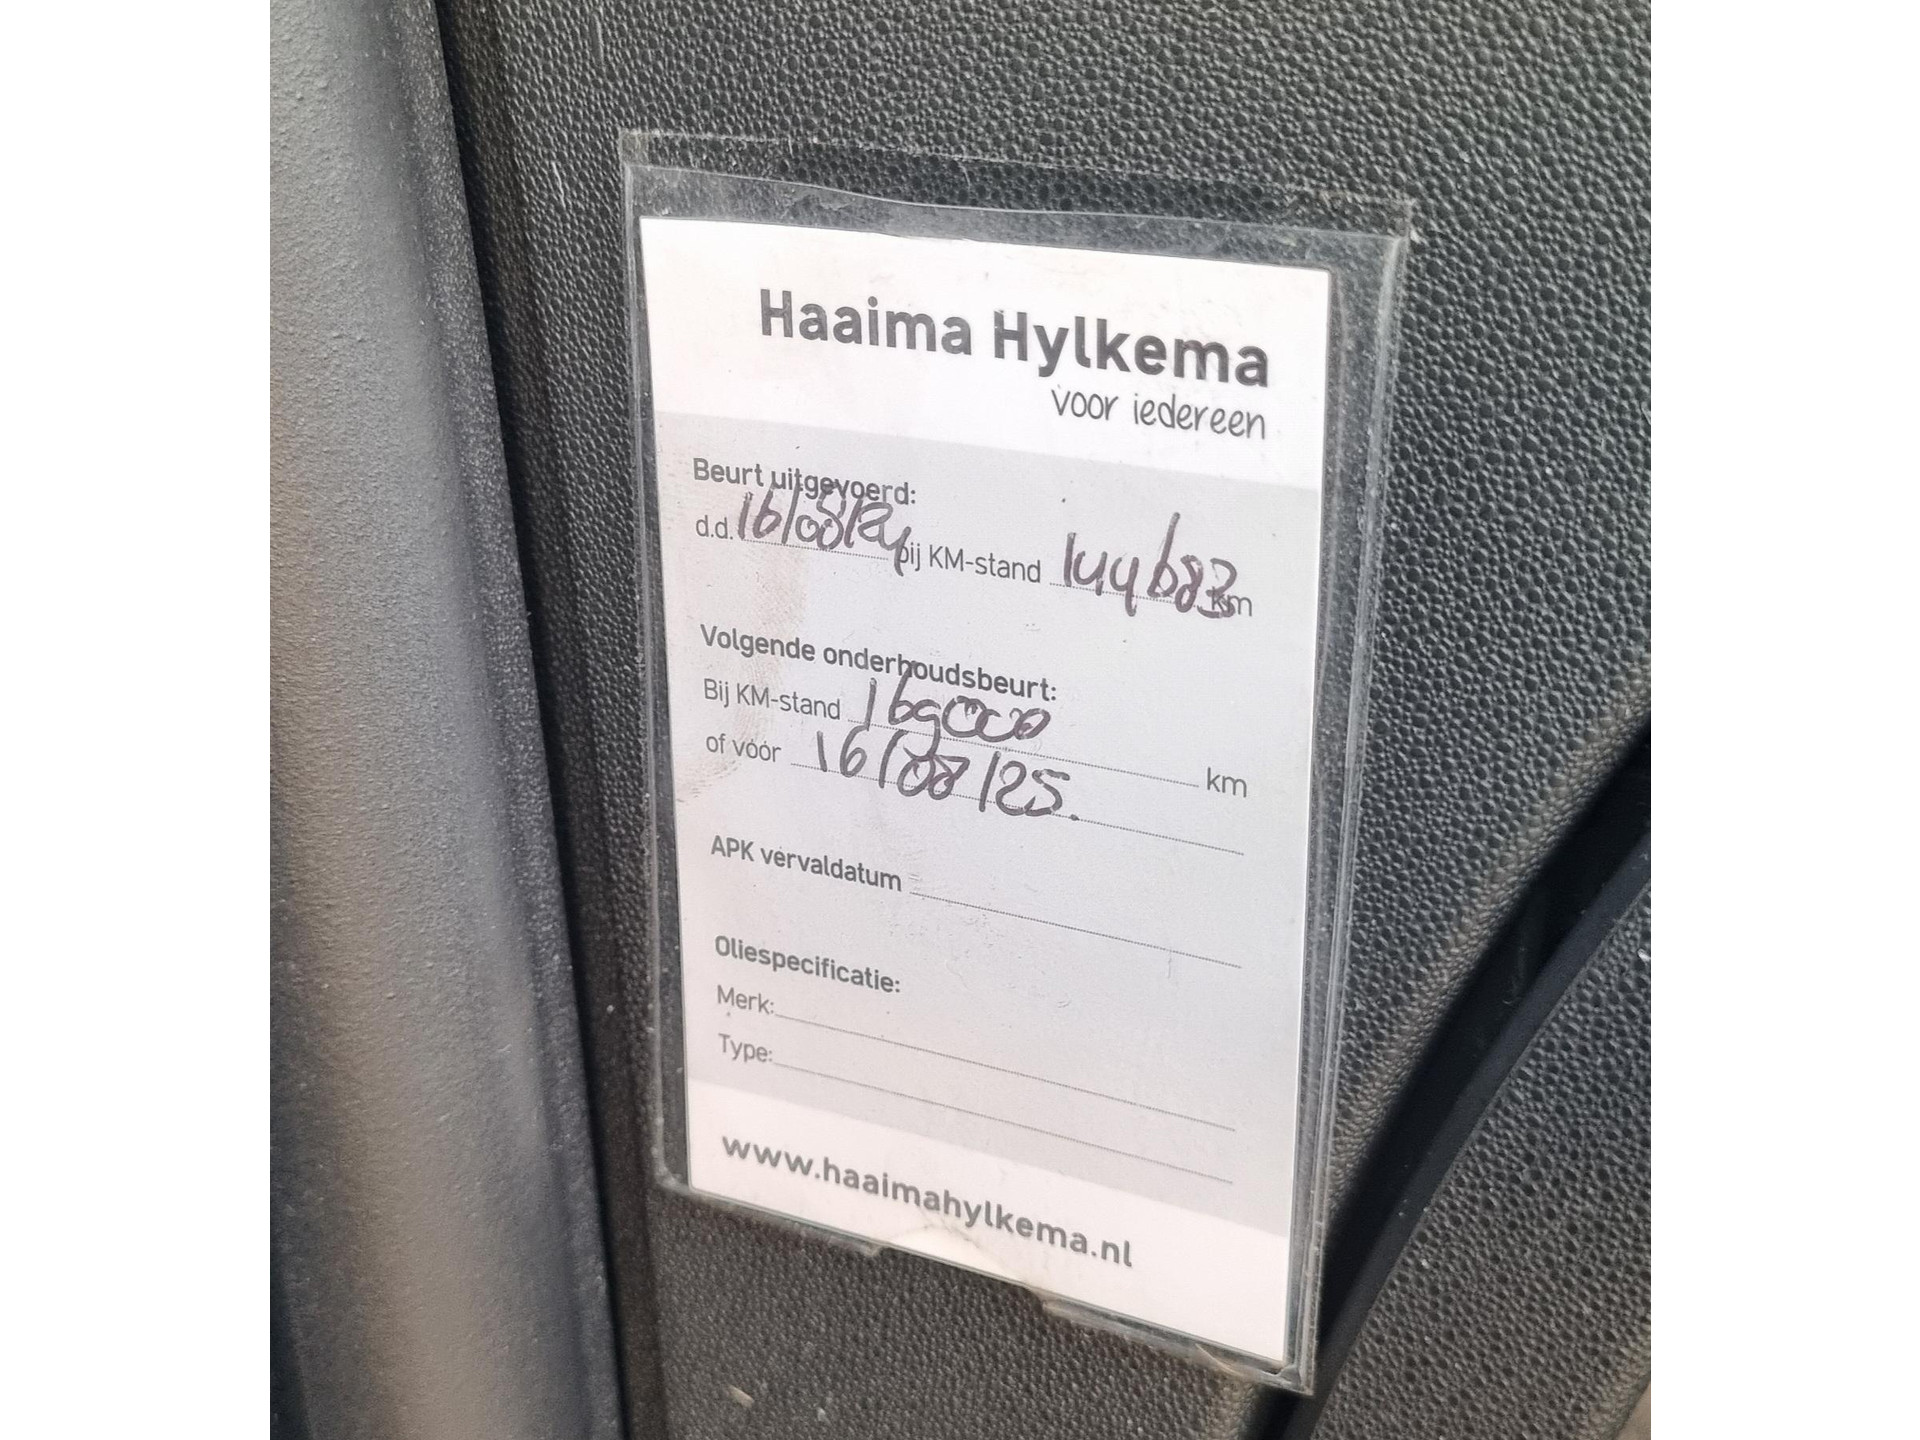 Haaima Hylkema
voor iedereen
Beurt uitgevoerd:
d.d. 16/08/24 bij KM-stand 144683 km
Volgende onderhoudsbeurt:
Bij KM-stand 169000 km
of vóór 16/08/25.
APK vervaldatum
Oliespecificatie:
Merk:
Type:
www.haaimahylkema.nl